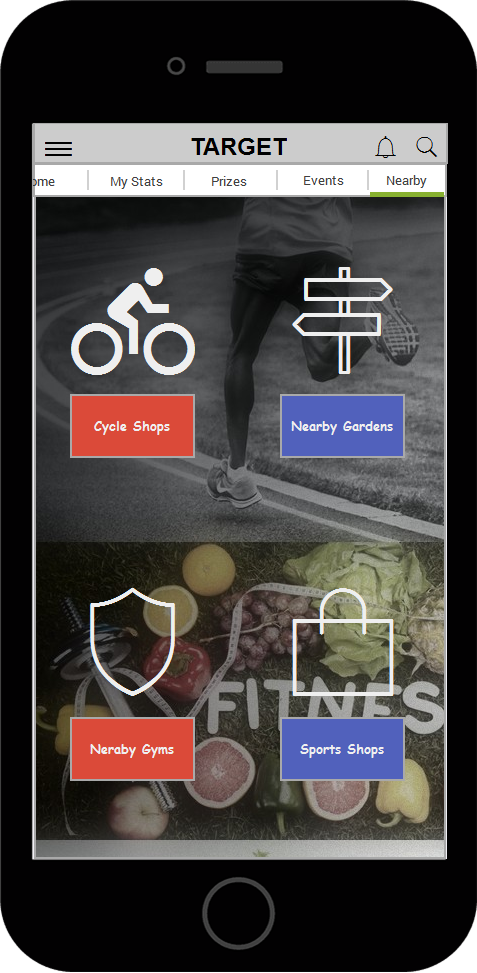 TARGET
ome
My Stats
Prizes
Events
Nearby
Cycle Shops
Nearby Gardens
FITNES
Neraby Gyms
Sports Shops